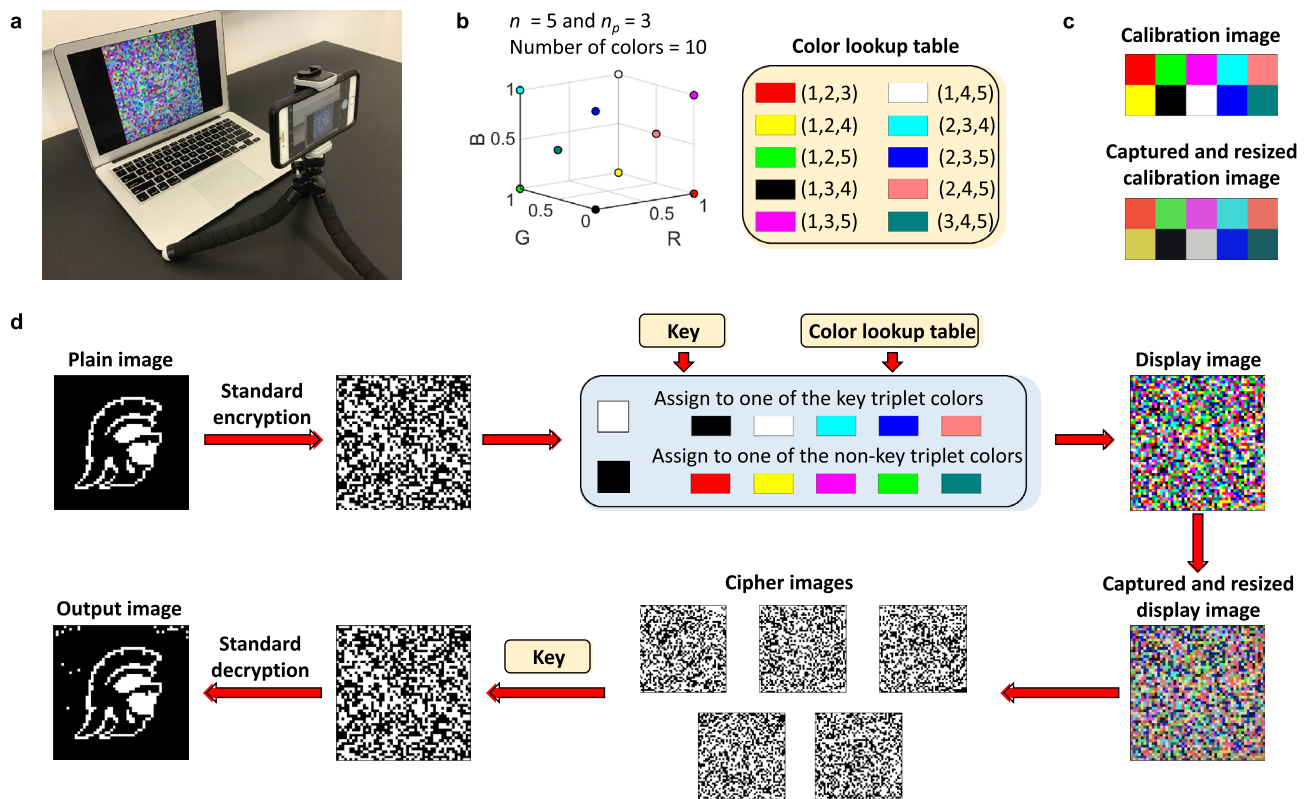 a
b
n = 5 and n_p = 3
Number of colors = 10
1
0.5
B
1
0.5
0
0.5
1
G
R
Color lookup table
(1,2,3)
(1,4,5)
(1,2,4)
(2,3,4)
(1,2,5)
(2,3,5)
(1,3,4)
(2,4,5)
(1,3,5)
(3,4,5)
c
Calibration image
Captured and resized
calibration image
d
Plain image
Standard
encryption
Key
Color lookup table
Assign to one of the key triplet colors
Assign to one of the non-key triplet colors
Display image
Captured and resized
display image
Cipher images
Key
Standard
decryption
Output image